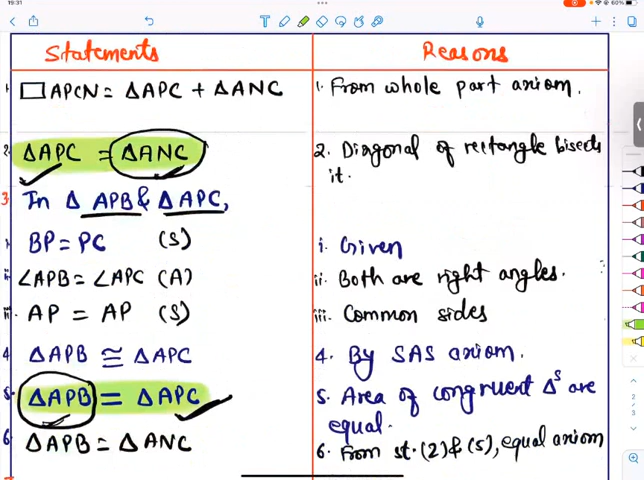 19:31
Statements Reasons
1. □APCN = ΔAPC + ΔANC 1. From whole part axiom.
2. ΔAPC = ΔANC 2. Diagonal of rectangle bisects
it.
3. In Δ APB & ΔAPC,
i. BP = PC (S) i. Given
ii. ∠APB = ∠APC (A) ii. Both are right angles.
iii. AP = AP (S) iii. Common sides
4. ΔAPB ≅ ΔAPC 4. By SAS axiom.
5. ΔAPB = ΔAPC 5. Area of congruent Δˢ are
equal.
6. ΔAPB = ΔANC 6. From st. (2) & (5), equal axiom